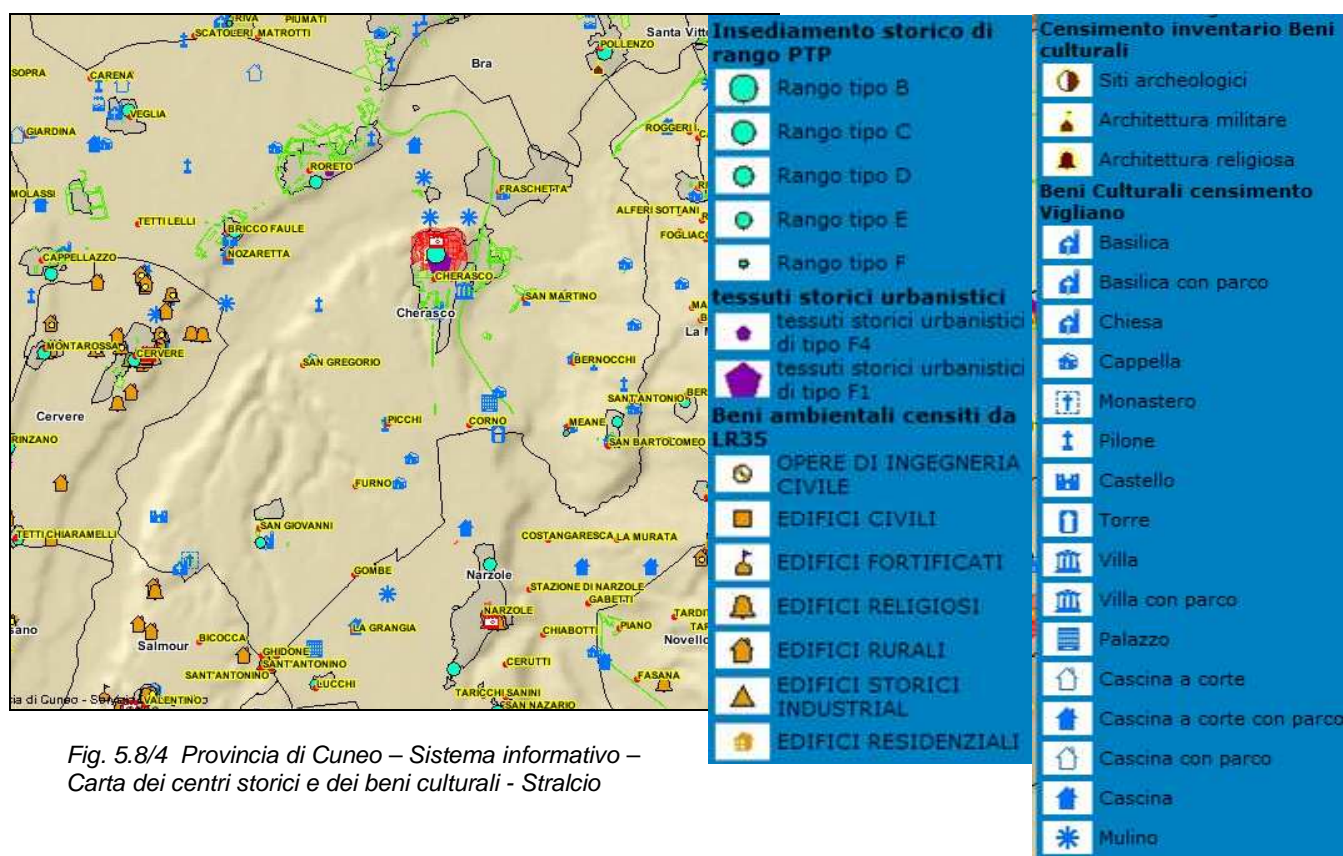 RIVA
PIUMATI
SCATOLERI MATROTTI
Santa Vitt
POLLENZO
Bra
SOPRA
CARENA
VEGLIA
GIARDINA
ROGGERI
RORETO
FRASCHETTA
MOLASSI
TETTI LELLI
BRICCO FAULE
ALFERI SOTTANI
FOGLIACC
NOZARETTA
CAPPELLAZZO
CHERASCO
SAN MARTINO
Cherasco
MONTAROSSA
CERVERE
SAN GREGORIO
BERNOCCHI
SANT'ANTONIO
BER
Cervere
PICCHI
CORNO
MEANE
RINZANO
SAN BARTOLOMEO
FURNO
TETTI CHIARAMELLI
SAN GIOVANNI
COSTANGARESCA
LA MURATA
GOMBE
Narzole
STAZIONE DI NARZOLE
GABETTI
NARZOLE
TARDI
LA GRANGIA
CHIABOTTI
PIANO
Novello
BICOCCA
Salmour
GHIDONE
SANT'ANTONINO
SANT'ANTONINO
CERUTTI
LUCCHI
FASANA
TARICCHI SANINI
VALENTINO
SAN NAZARIO
ia di Cuneo -
Insediamento storico di
rango PTP
Rango tipo B
Rango tipo C
Rango tipo D
Rango tipo E
Rango tipo F
tessuti storici urbanistici
tessuti storici urbanistici
di tipo F4
tessuti storici urbanistici
di tipo F1
Beni ambientali censiti da
LR35
OPERE DI INGEGNERIA
CIVILE
EDIFICI CIVILI
EDIFICI FORTIFICATI
EDIFICI RELIGIOSI
EDIFICI RURALI
EDIFICI STORICI
INDUSTRIAL
EDIFICI RESIDENZIALI
Censimento inventario Beni
culturali
Siti archeologici
Architettura militare
Architettura religiosa
Beni Culturali censimento
Vigliano
Basilica
Basilica con parco
Chiesa
Cappella
Monastero
Pilone
Castello
Torre
Villa
Villa con parco
Palazzo
Cascina a corte
Cascina a corte con parco
Cascina con parco
Cascina
Mulino
Fig. 5.8/4 Provincia di Cuneo – Sistema informativo –
Carta dei centri storici e dei beni culturali - Stralcio